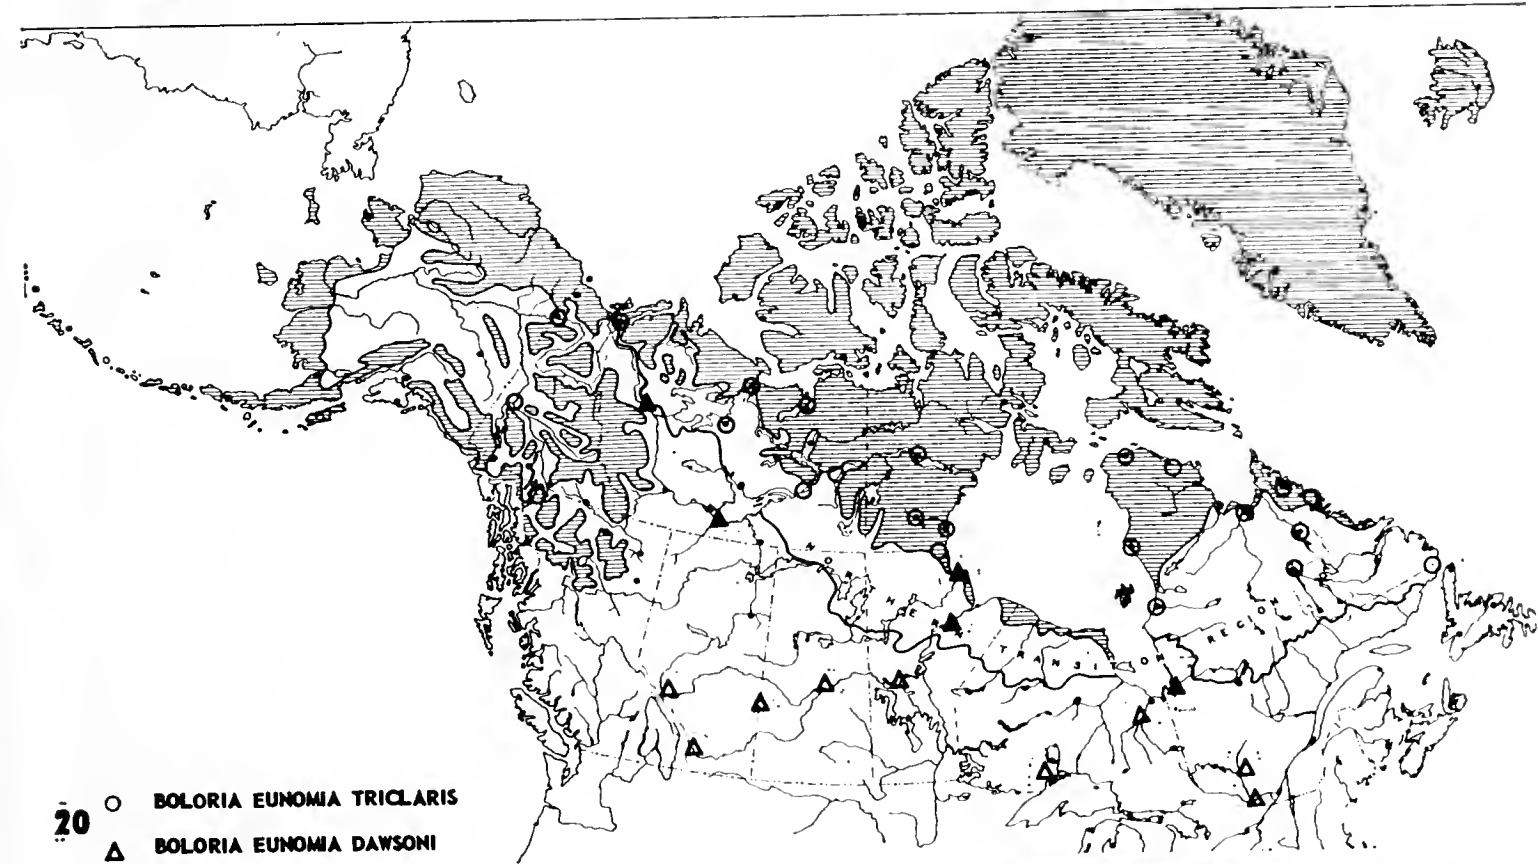 NORTHERN
TRANSITION
REGION
20
BOLORIA EUNOMIA TRICLARIS
BOLORIA EUNOMIA DAWSONI